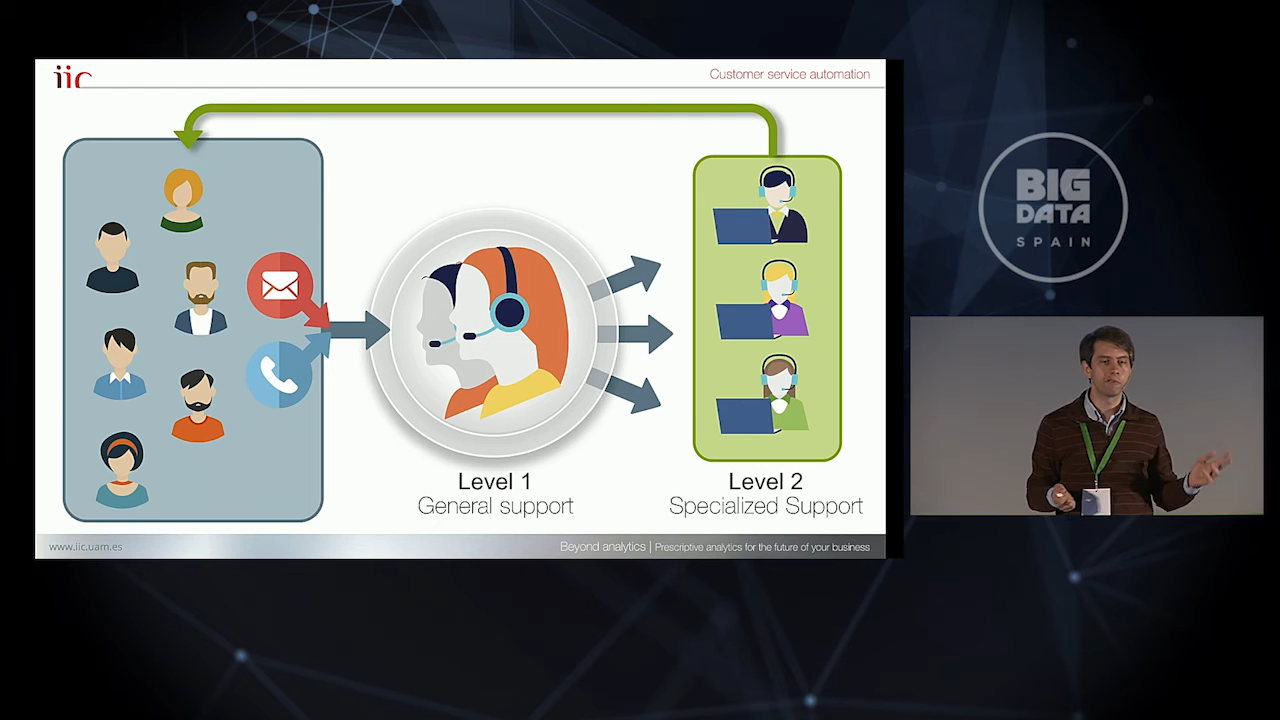 iic
Customer service automation
Level 1
General support
Level 2
Specialized Support
www.iic.uam.es
Beyond analytics | Prescriptive analytics for the future of your business
BIG
DATA
SPAIN